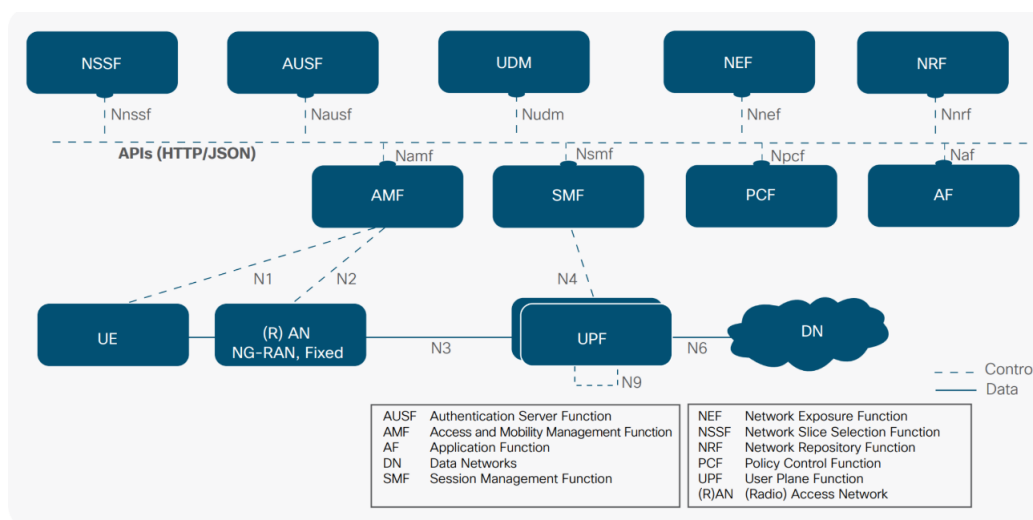 NSSF
AUSF
UDM
NEF
NRF
Nnssf
Nausf
Nudm
Nnef
Nnrf
APIs (HTTP/JSON)
Namf
Nsmf
Npcf
Naf
AMF
SMF
PCF
AF
N1
N2
N4
UE
(R) AN
NG-RAN, Fixed
N3
UPF
N6
DN
N9
Contro
Data
AUSF Authentication Server Function
AMF Access and Mobility Management Function
AF Application Function
DN Data Networks
SMF Session Management Function
NEF Network Exposure Function
NSSF Network Slice Selection Function
NRF Network Repository Function
PCF Policy Control Function
UPF User Plane Function
(R)AN (Radio) Access Network